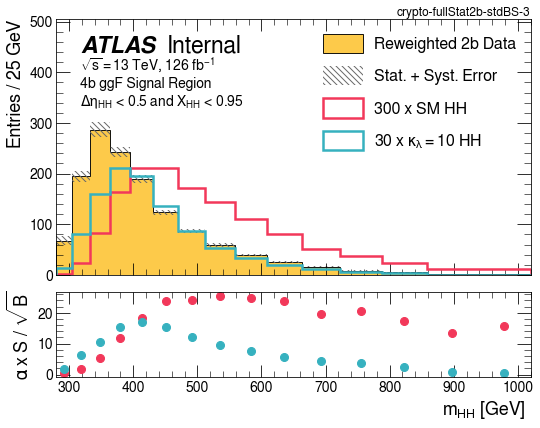 crypto-fullStat2b-stdBS-3
Entries / 25 GeV
500
400
300
200
100
0
ATLAS Internal
√s = 13 TeV, 126 fb⁻¹
4b ggF Signal Region
Δη_HH < 0.5 and X_HH < 0.95
Reweighted 2b Data
Stat. + Syst. Error
300 x SM HH
30 x κ_λ = 10 HH
α x S / √B
20
10
0
300 400 500 600 700 800 900 1000
m_HH [GeV]